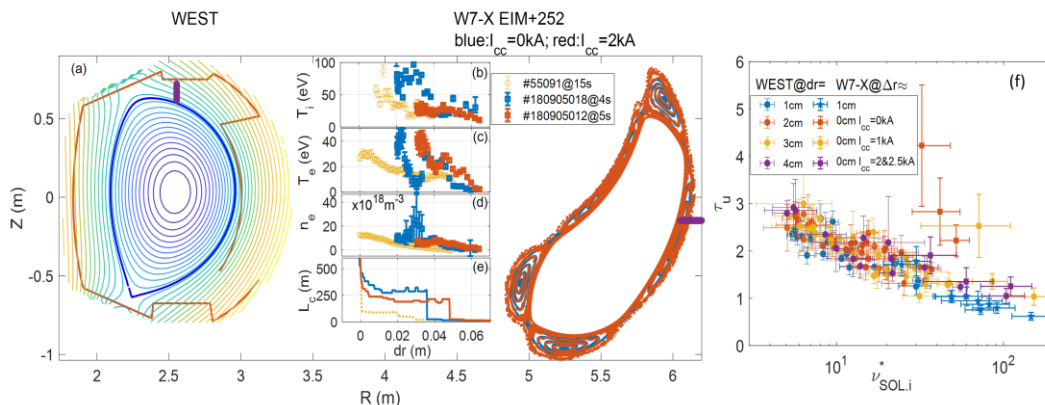 WEST
W7-X EIM+252
blue:I_cc=0kA; red:I_cc=2kA
(a)
Z (m)
0.5
0
-0.5
-1
2
2.5
3
3.5
4
4.5
5
5.5
6
R (m)
(b)
T_i (eV)
100
50
0
(c)
T_e (eV)
40
20
0
(d)
x10^18 m^-3
n_e
40
20
0
(e)
L_c (m)
500
0
0
0.02
0.04
0.06
dr (m)
#55091@15s
#180905018@4s
#180905012@5s
(f)
WEST@dr= W7-X@Δr≈
1cm 1cm
2cm 0cm I_cc=0kA
3cm 0cm I_cc=1kA
4cm 0cm I_cc=2&2.5kA
τ_u
6
5
4
3
2
1
0
10^1
10^2
ν*_SOL.i